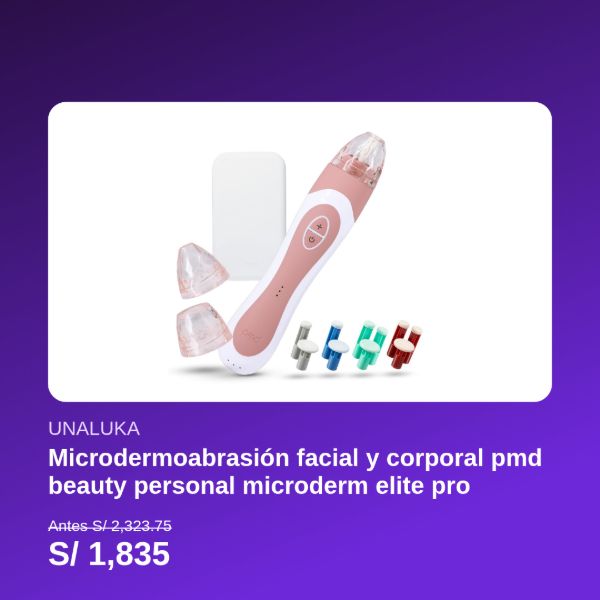 UNALUKA
Microdermoabrasión facial y corporal pmd
beauty personal microderm elite pro
Antes S/ 2,323.75
S/ 1,835